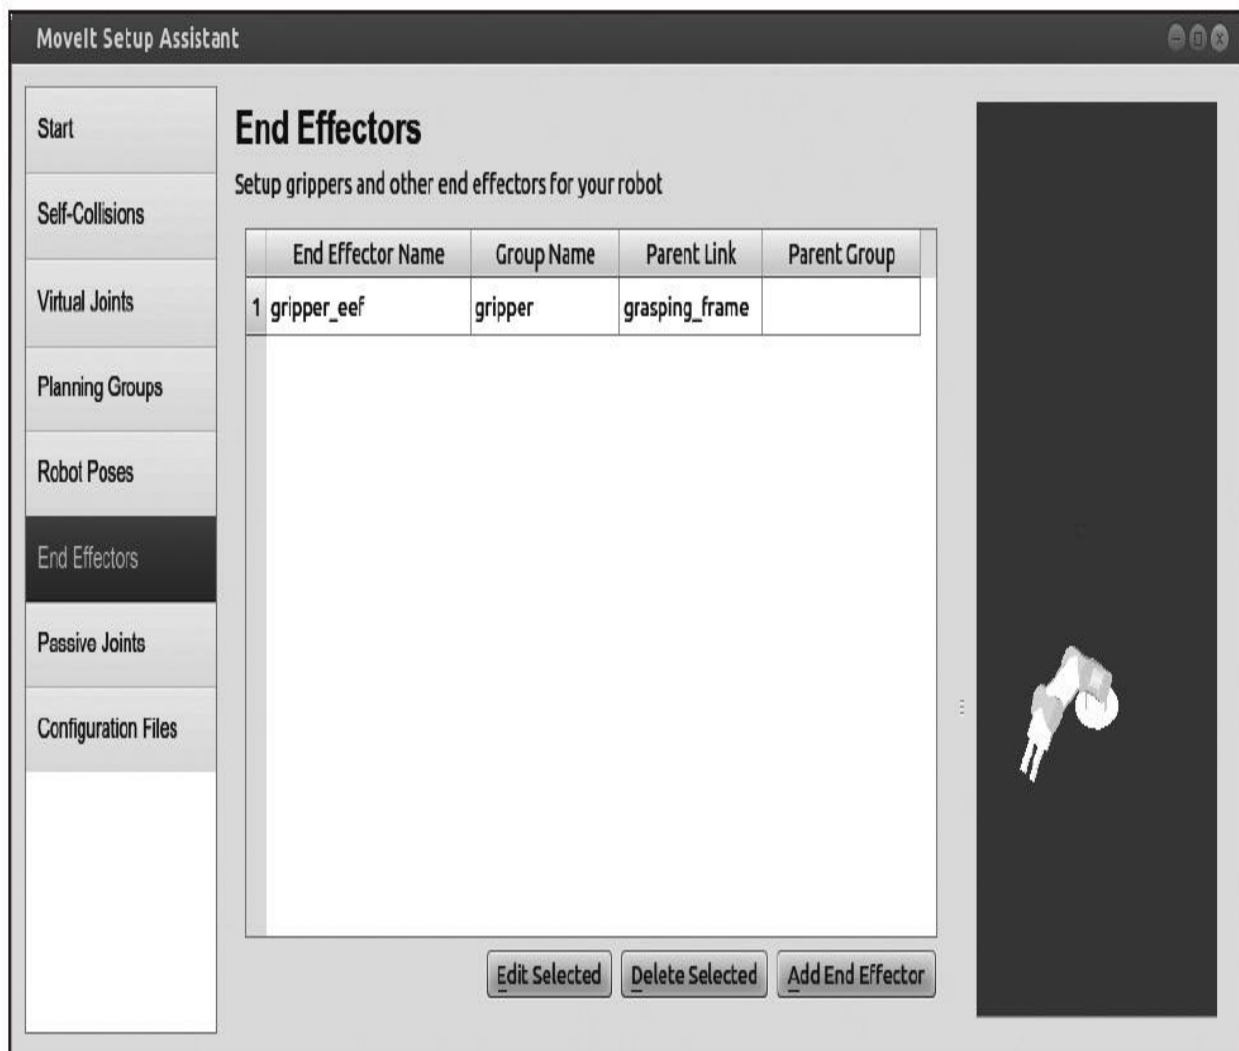 MoveIt Setup Assistant
Start
Self-Collisions
Virtual Joints
Planning Groups
Robot Poses
End Effectors
Passive Joints
Configuration Files
End Effectors
Setup grippers and other end effectors for your robot
End Effector Name Group Name Parent Link Parent Group
1 gripper_eef gripper grasping_frame
Edit Selected Delete Selected Add End Effector